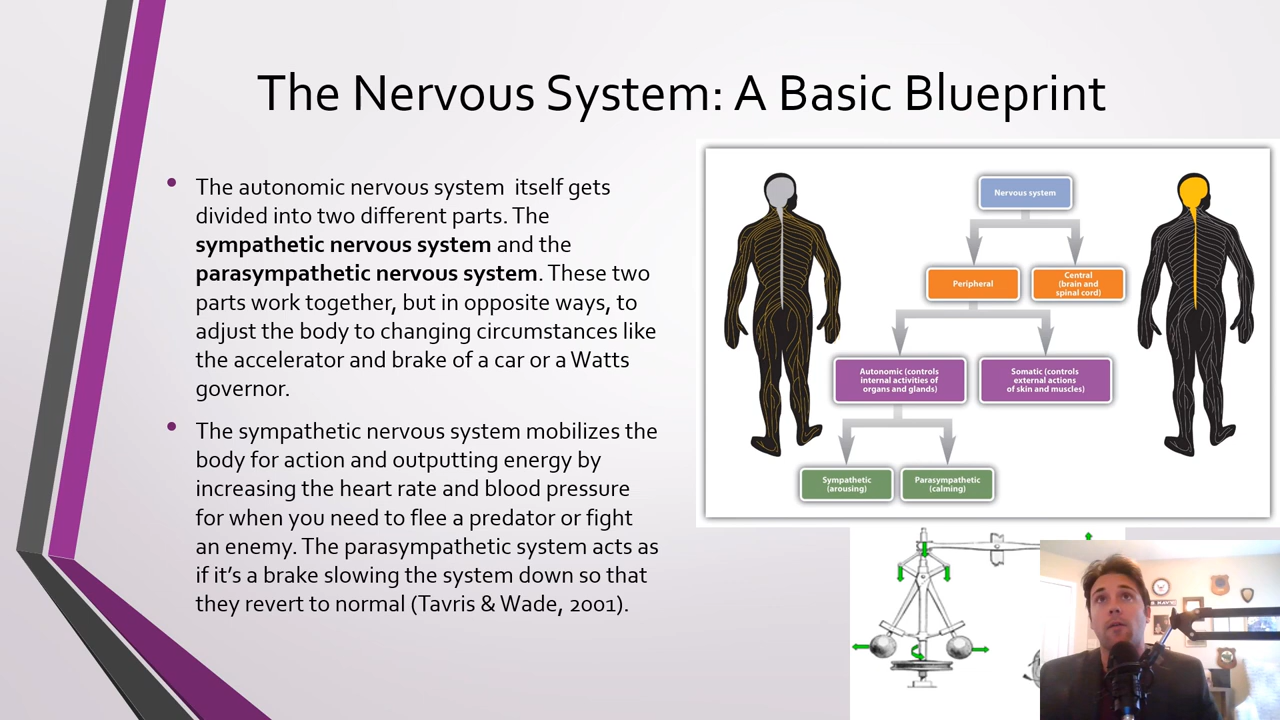 The Nervous System: A Basic Blueprint
• The autonomic nervous system  itself gets
divided into two different parts. The
sympathetic nervous system and the
parasympathetic nervous system. These two
parts work together, but in opposite ways, to
adjust the body to changing circumstances like
the accelerator and brake of a car or a Watts
governor.
• The sympathetic nervous system mobilizes the
body for action and outputting energy by
increasing the heart rate and blood pressure
for when you need to flee a predator or fight
an enemy. The parasympathetic system acts as
if it's a brake slowing the system down so that
they revert to normal (Tavris & Wade, 2001).
Nervous system
Peripheral
Central
(brain and
spinal cord)
Autonomic (controls
internal activities of
organs and glands)
Somatic (controls
external actions
of skin and muscles)
Sympathetic
(arousing)
Parasympathetic
(calming)